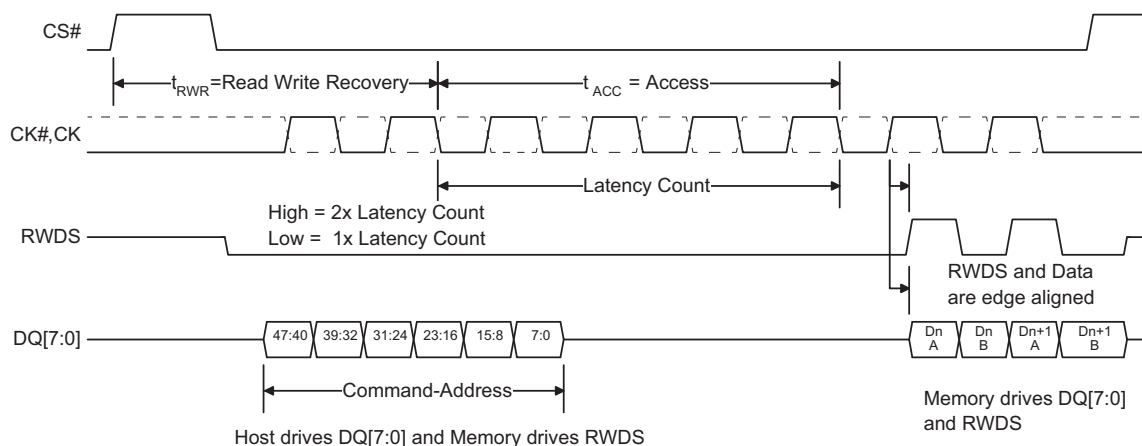 CS#
t RWR =Read Write Recovery
t ACC = Access
CK#,CK
Latency Count
High = 2x Latency Count
Low = 1x Latency Count
RWDS
RWDS and Data
are edge aligned
DQ[7:0]
47:40 39:32 31:24 23:16 15:8 7:0
Dn Dn Dn+1 Dn+1
A B A B
Command-Address
Memory drives DQ[7:0]
and RWDS
Host drives DQ[7:0] and Memory drives RWDS